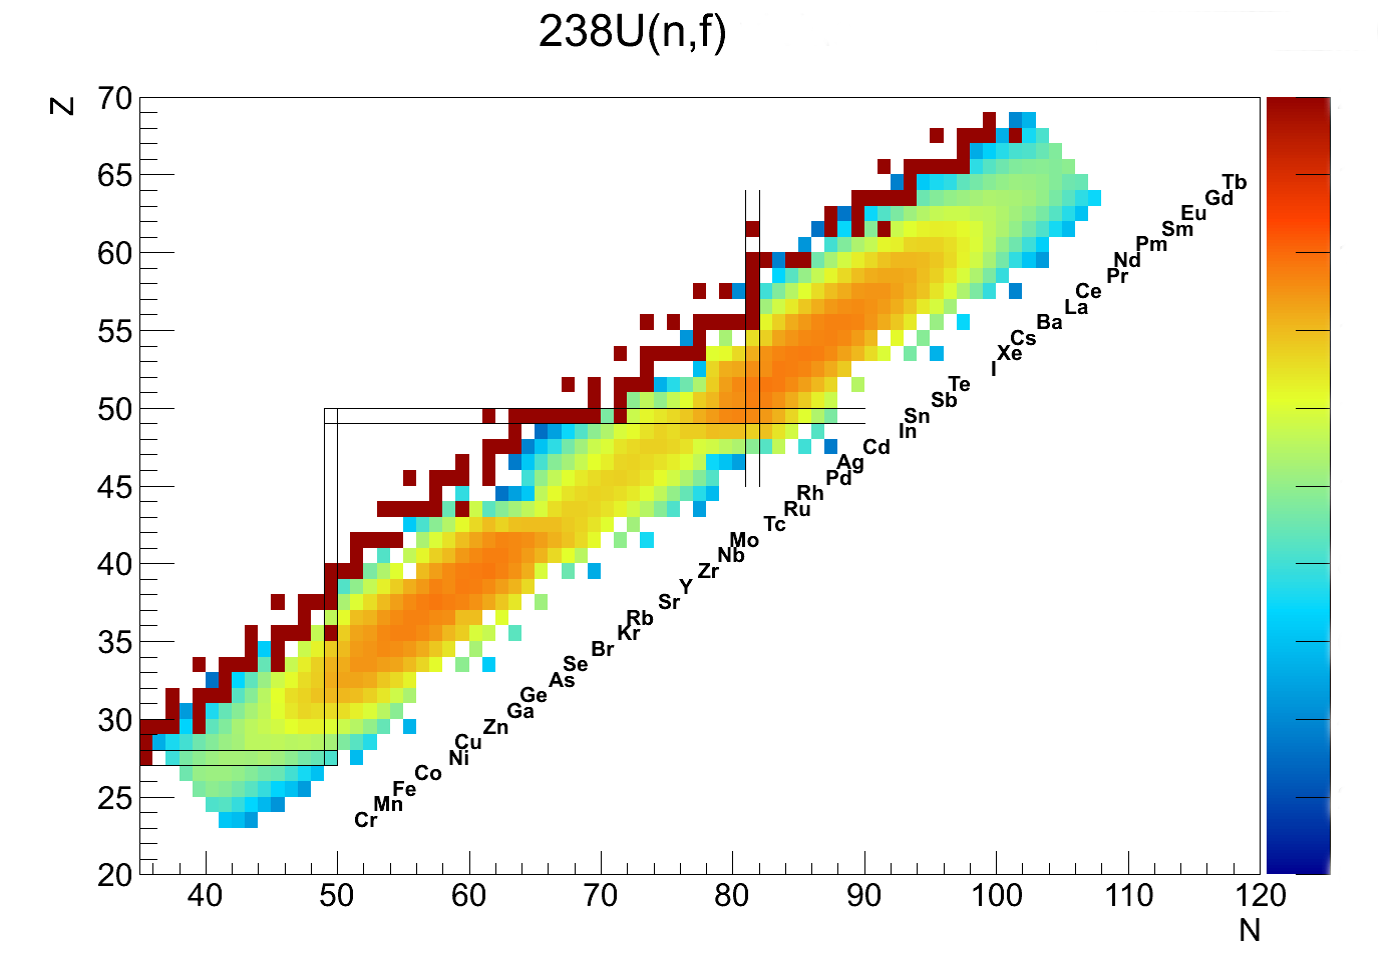 238U(n,f)
Z
70
65
60
55
50
45
40
35
30
25
20
Tb
Gd
Eu
Sm
Pm
Nd
Pr
Ce
La
Ba
Cs
Xe
I
Te
Sb
Sn
In
Cd
Ag
Pd
Rh
Ru
Tc
Mo
Nb
Zr
Y
Sr
Rb
Kr
Br
Se
As
Ge
Ga
Zn
Cu
Ni
Co
Fe
Mn
Cr
40 50 60 70 80 90 100 110 120
N